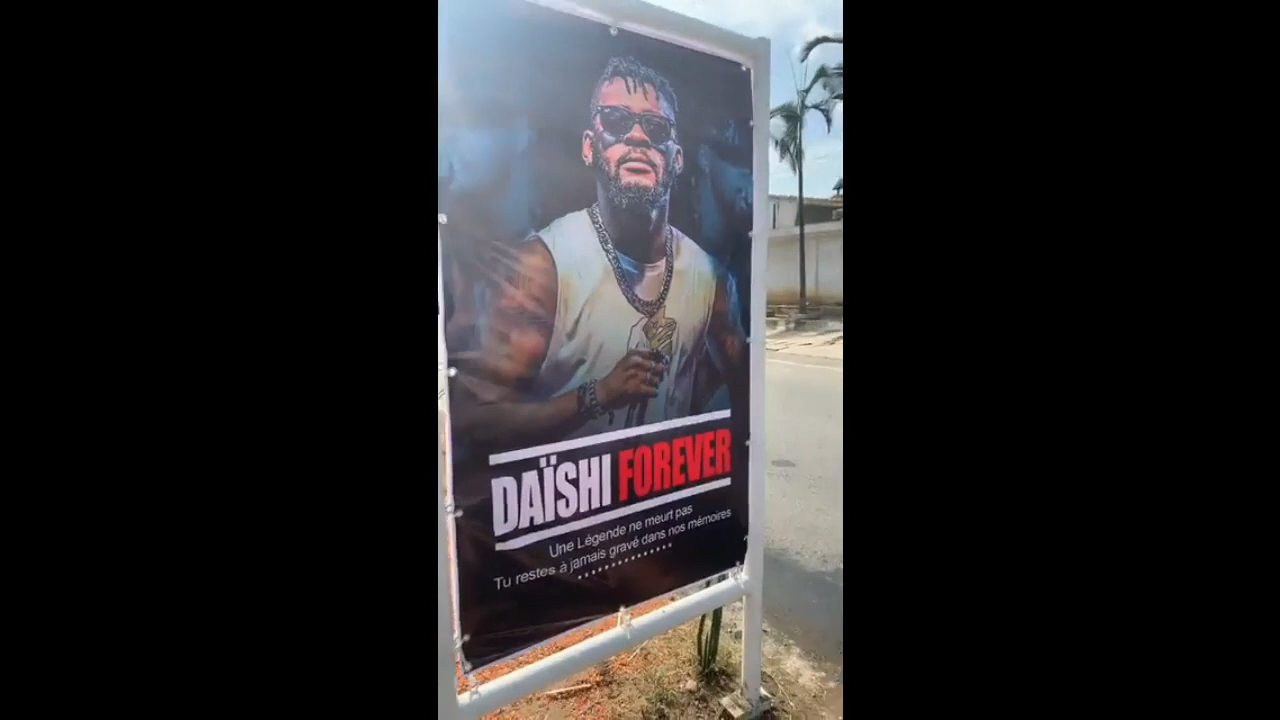 DAÏSHI FOREVER
Une Légende ne meurt pas
Tu restes à jamais gravé dans nos mémoires